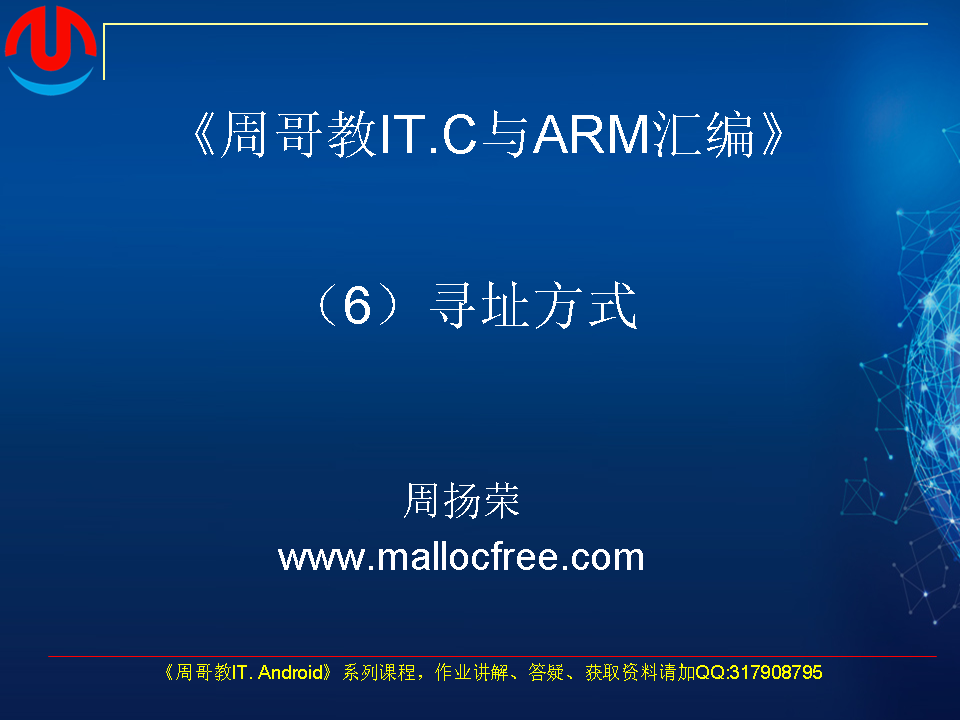 《周哥教IT.C与ARM汇编》
（6）寻址方式
周扬荣
www.mallocfree.com
《周哥教IT. Android》系列课程，作业讲解、答疑、获取资料请加QQ:317908795